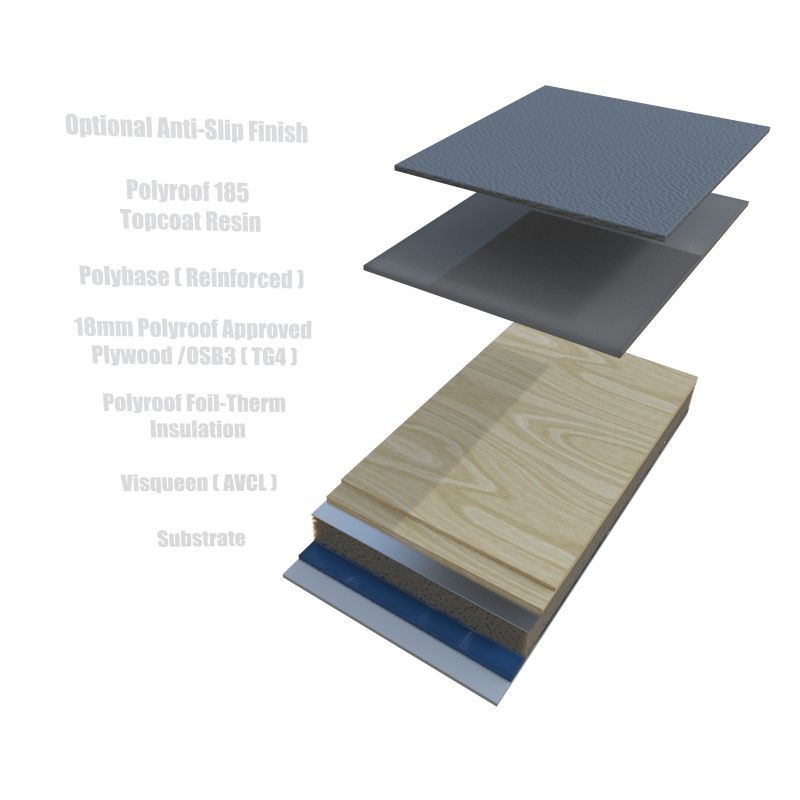 Optional Anti-Slip Finish
Polyroof 185
Topcoat Resin
Polybase ( Reinforced )
18mm Polyroof Approved
Plywood /OSB3 ( TG4 )
Polyroof Foil-Therm
Insulation
Visqueen ( AVCL )
Substrate